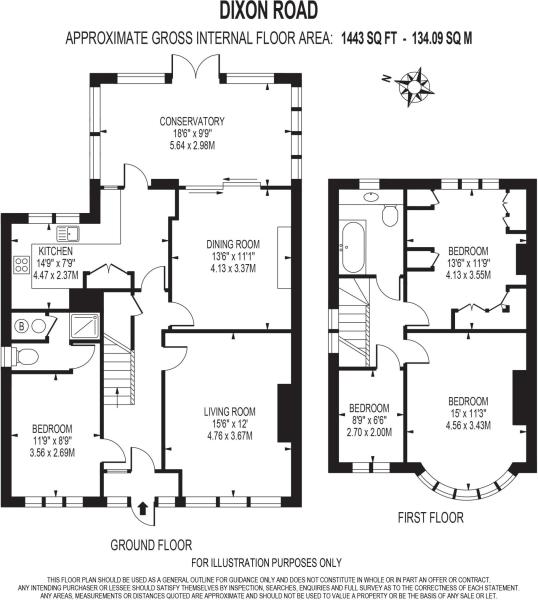 DIXON ROAD
APPROXIMATE GROSS INTERNAL FLOOR AREA: 1443 SQ FT - 134.09 SQ M
N
CONSERVATORY
18'6" x 9'9"
5.64 x 2.98M
KITCHEN
14'9" x 7'9"
4.47 x 2.37M
DINING ROOM
13'6" x 11'1"
4.13 x 3.37M
B
BEDROOM
11'9" x 8'9"
3.56 x 2.69M
LIVING ROOM
15'6" x 12'
4.76 x 3.67M
GROUND FLOOR
BEDROOM
13'6" x 11'9"
4.13 x 3.55M
BEDROOM
8'9" x 6'6"
2.70 x 2.00M
BEDROOM
15' x 11'3"
4.56 x 3.43M
FIRST FLOOR
FOR ILLUSTRATION PURPOSES ONLY
THIS FLOOR PLAN SHOULD BE USED AS A GENERAL OUTLINE FOR GUIDANCE ONLY AND DOES NOT CONSTITUTE IN WHOLE OR IN PART AN OFFER OR CONTRACT.
ANY INTENDING PURCHASER OR LESSEE SHOULD SATISFY THEMSELVES BY INSPECTION, SEARCHES, ENQUIRIES AND FULL SURVEY AS TO THE CORRECTNESS OF EACH STATEMENT.
ANY AREAS, MEASUREMENTS OR DISTANCES QUOTED ARE APPROXIMATE AND SHOULD NOT BE USED TO VALUE A PROPERTY OR BE THE BASIS OF ANY SALE OR LET.